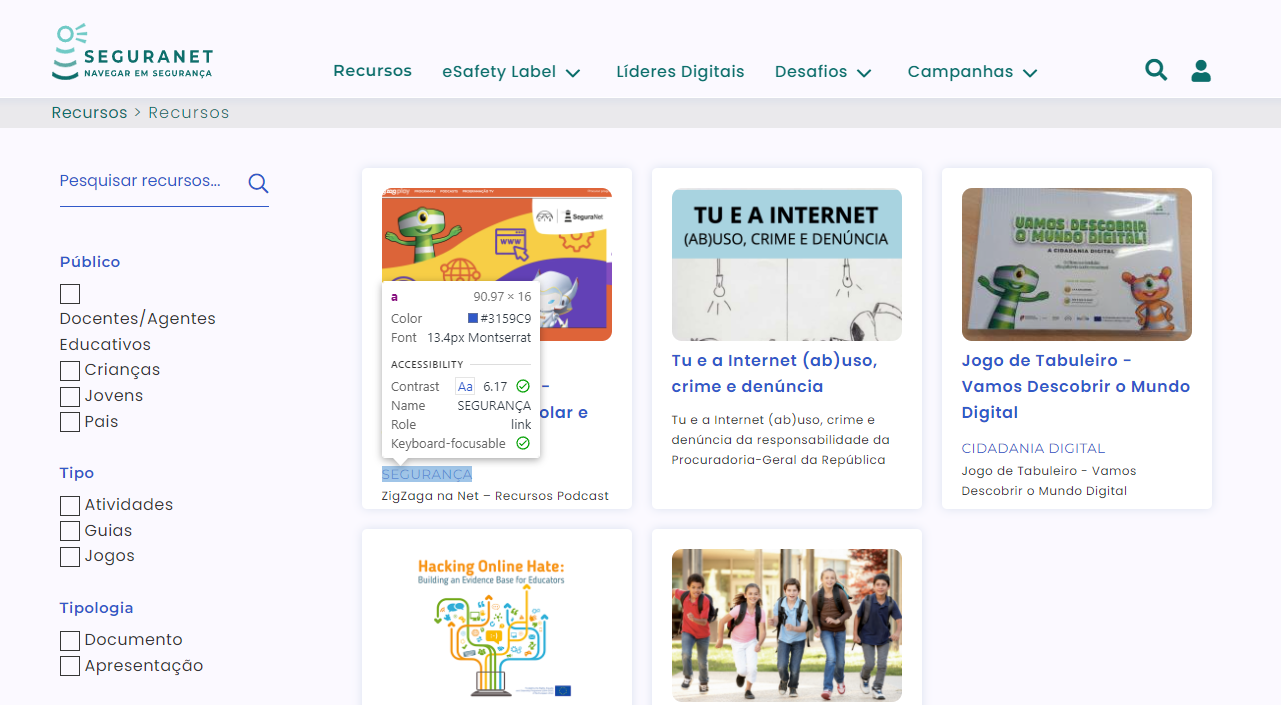 SEGURANET
NAVEGAR EM SEGURANÇA
Recursos
eSafety Label
Líderes Digitais
Desafios
Campanhas
Recursos > Recursos
Pesquisar recursos...
Público
Docentes/Agentes
Educativos
Crianças
Jovens
Pais
Tipo
Atividades
Guias
Jogos
Tipologia
Documento
Apresentação
SeguraNet
WWW
a 90.97 × 16
Color #3159C9
Font 13.4px Montserrat
ACCESSIBILITY
Contrast Aa 6.17
Name SEGURANÇA
Role link
Keyboard-focusable
–
olar e
SEGURANÇA
ZigZaga na Net – Recursos Podcast
TU E A INTERNET
(AB)USO, CRIME E DENÚNCIA
Tu e a Internet (ab)uso,
crime e denúncia
Tu e a Internet (ab)uso, crime e
denúncia da responsabilidade da
Procuradoria-Geral da República
VAMOS DESCOBRIR
O MUNDO DIGITAL!
A CIDADANIA DIGITAL
Jogo de Tabuleiro -
Vamos Descobrir o Mundo
Digital
CIDADANIA DIGITAL
Jogo de Tabuleiro - Vamos
Descobrir o Mundo Digital
Hacking Online Hate:
Building an Evidence Base for Educators